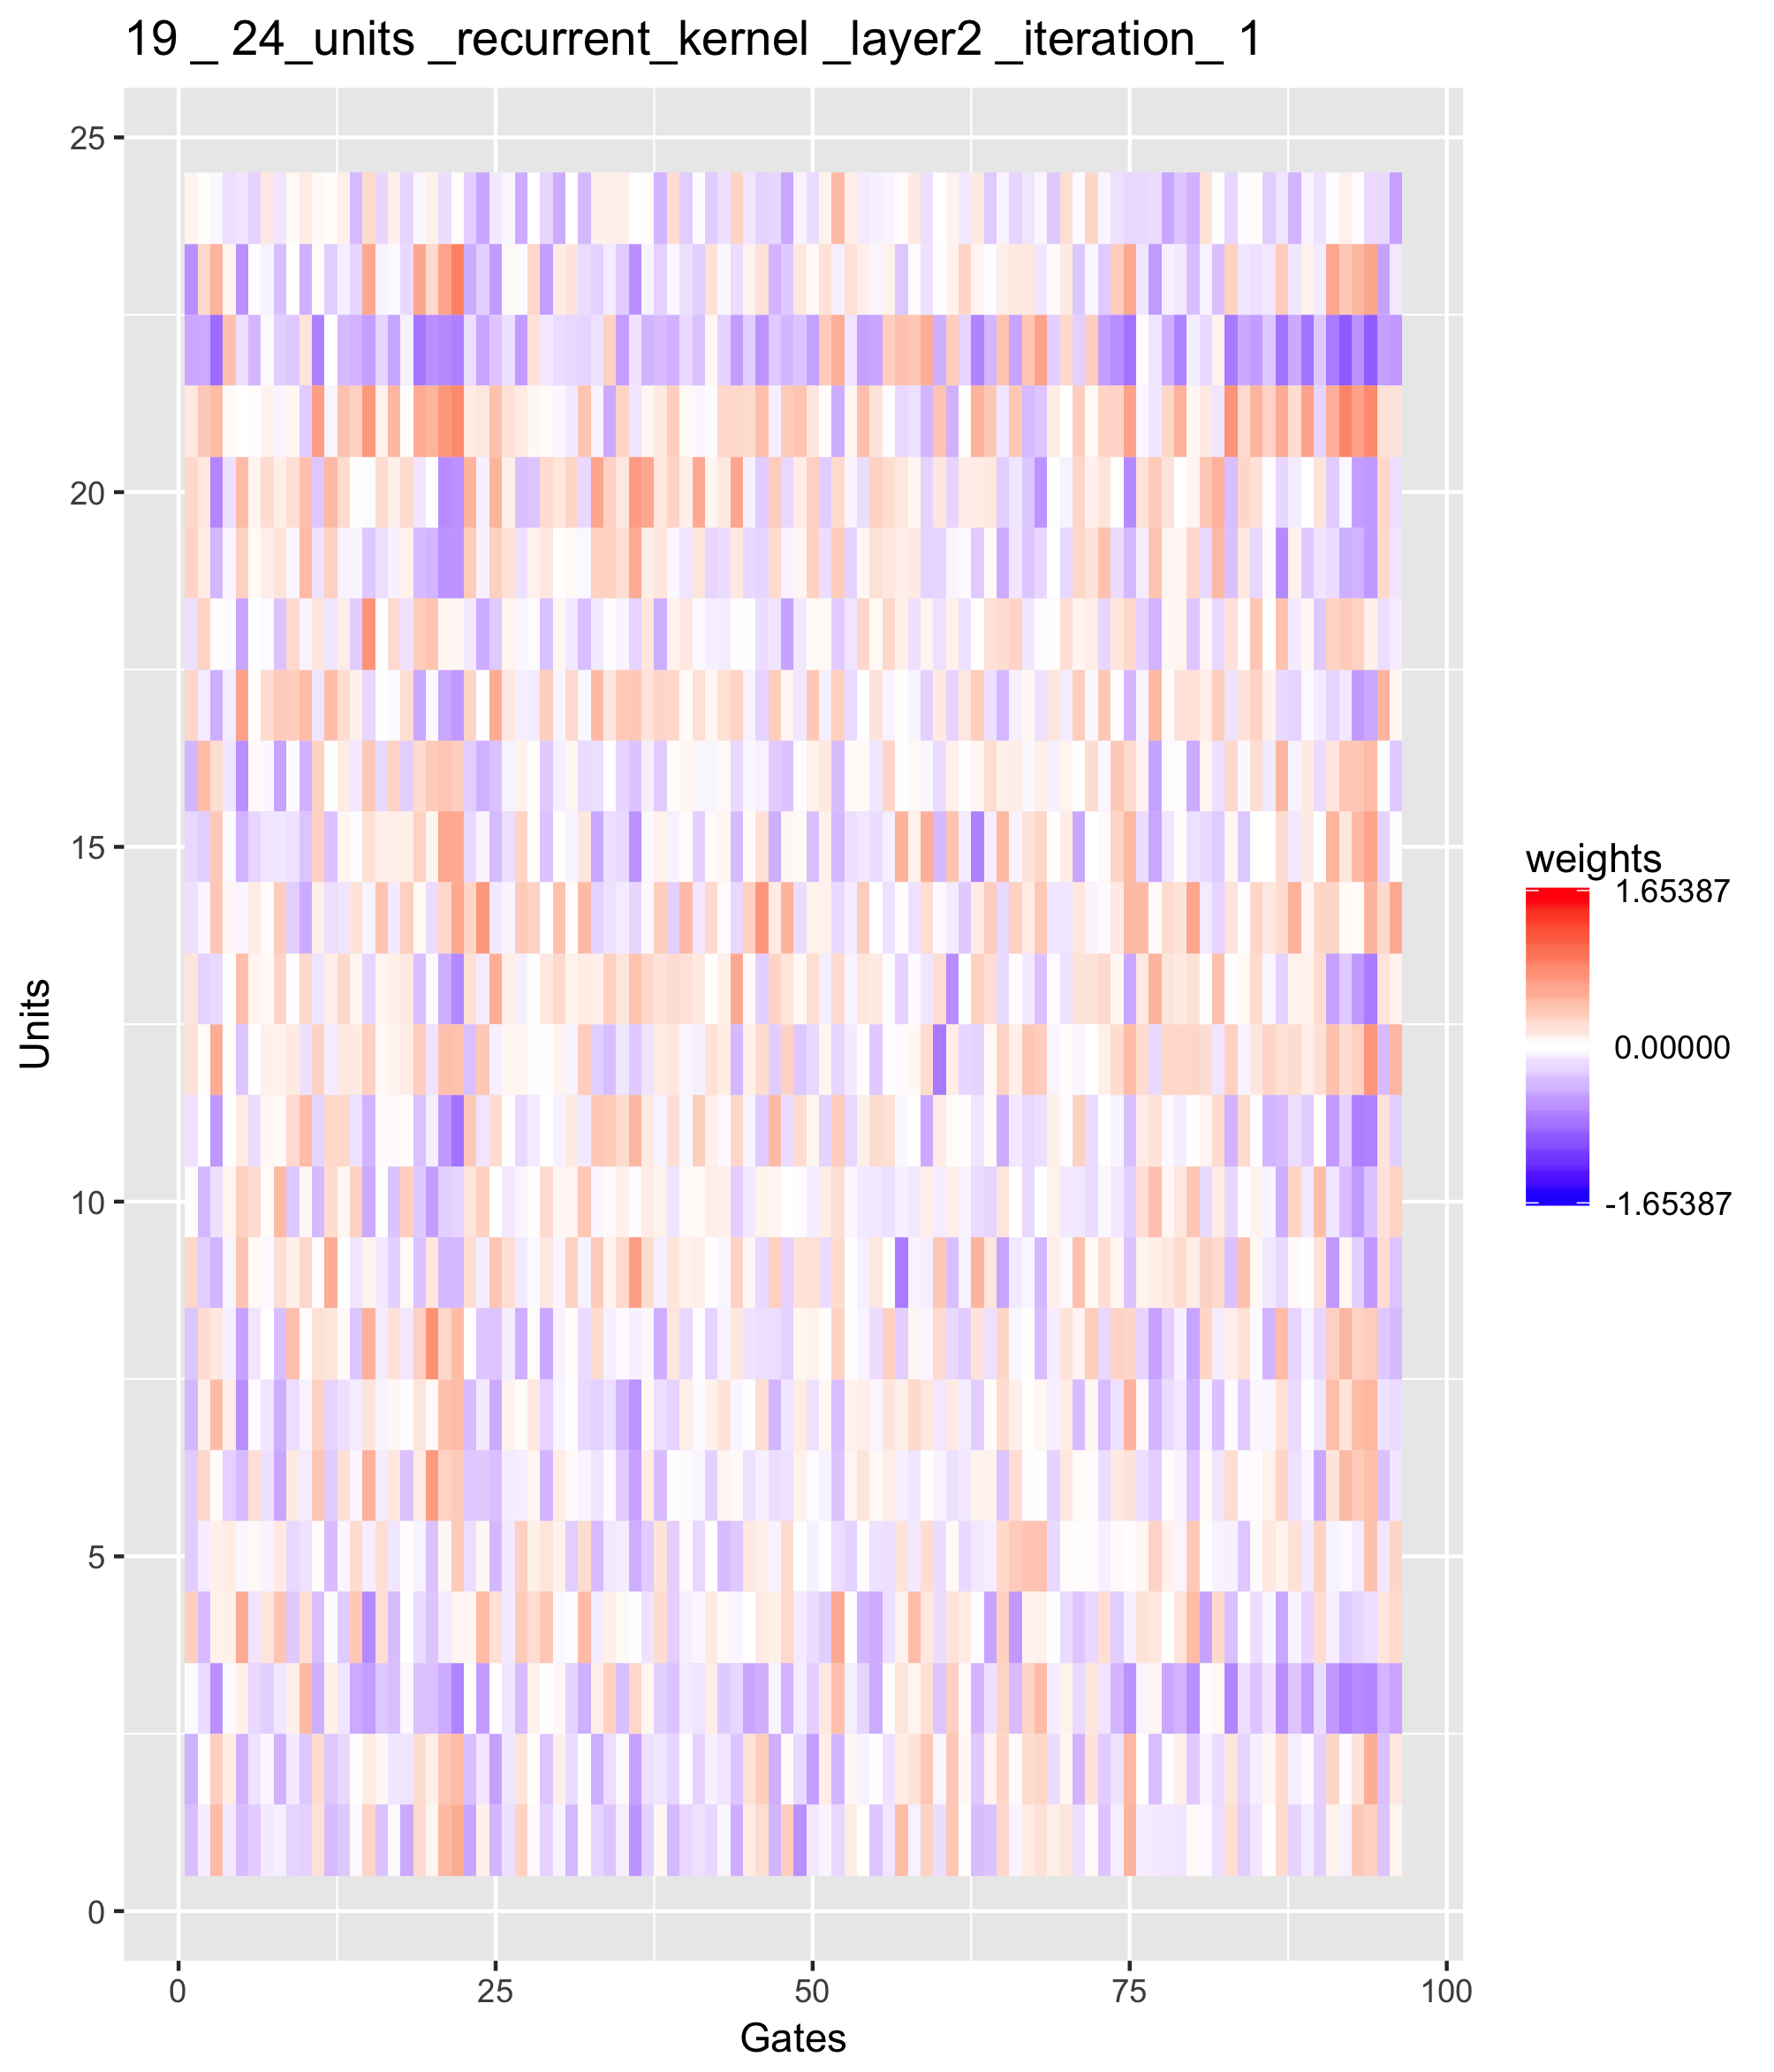 19 _ 24_units _recurrent_kernel _layer2 _iteration_ 1
25
20
15
10
5
0
Units
0 25 50 75 100
Gates
weights
1.65387
0.00000
-1.65387